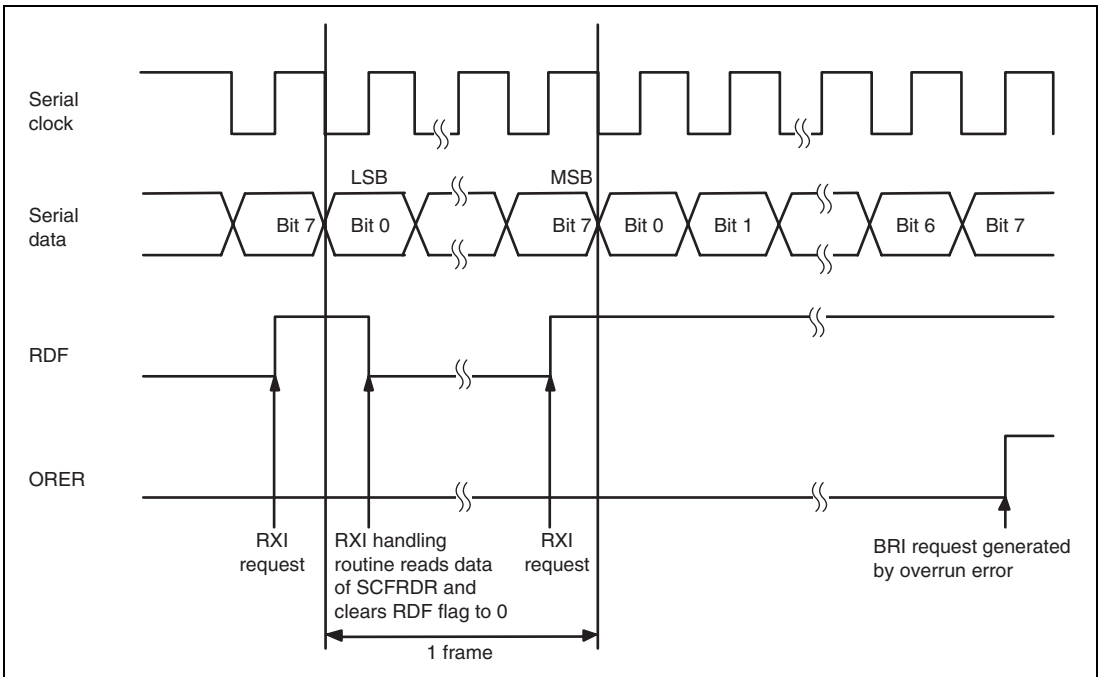 Serial
clock
LSB
MSB
Serial
data
Bit 7
Bit 0
Bit 7
Bit 0
Bit 1
Bit 6
Bit 7
RDF
ORER
RXI
request
RXI handling
routine reads data
of SCFRDR and
clears RDF flag to 0
RXI
request
BRI request generated
by overrun error
1 frame